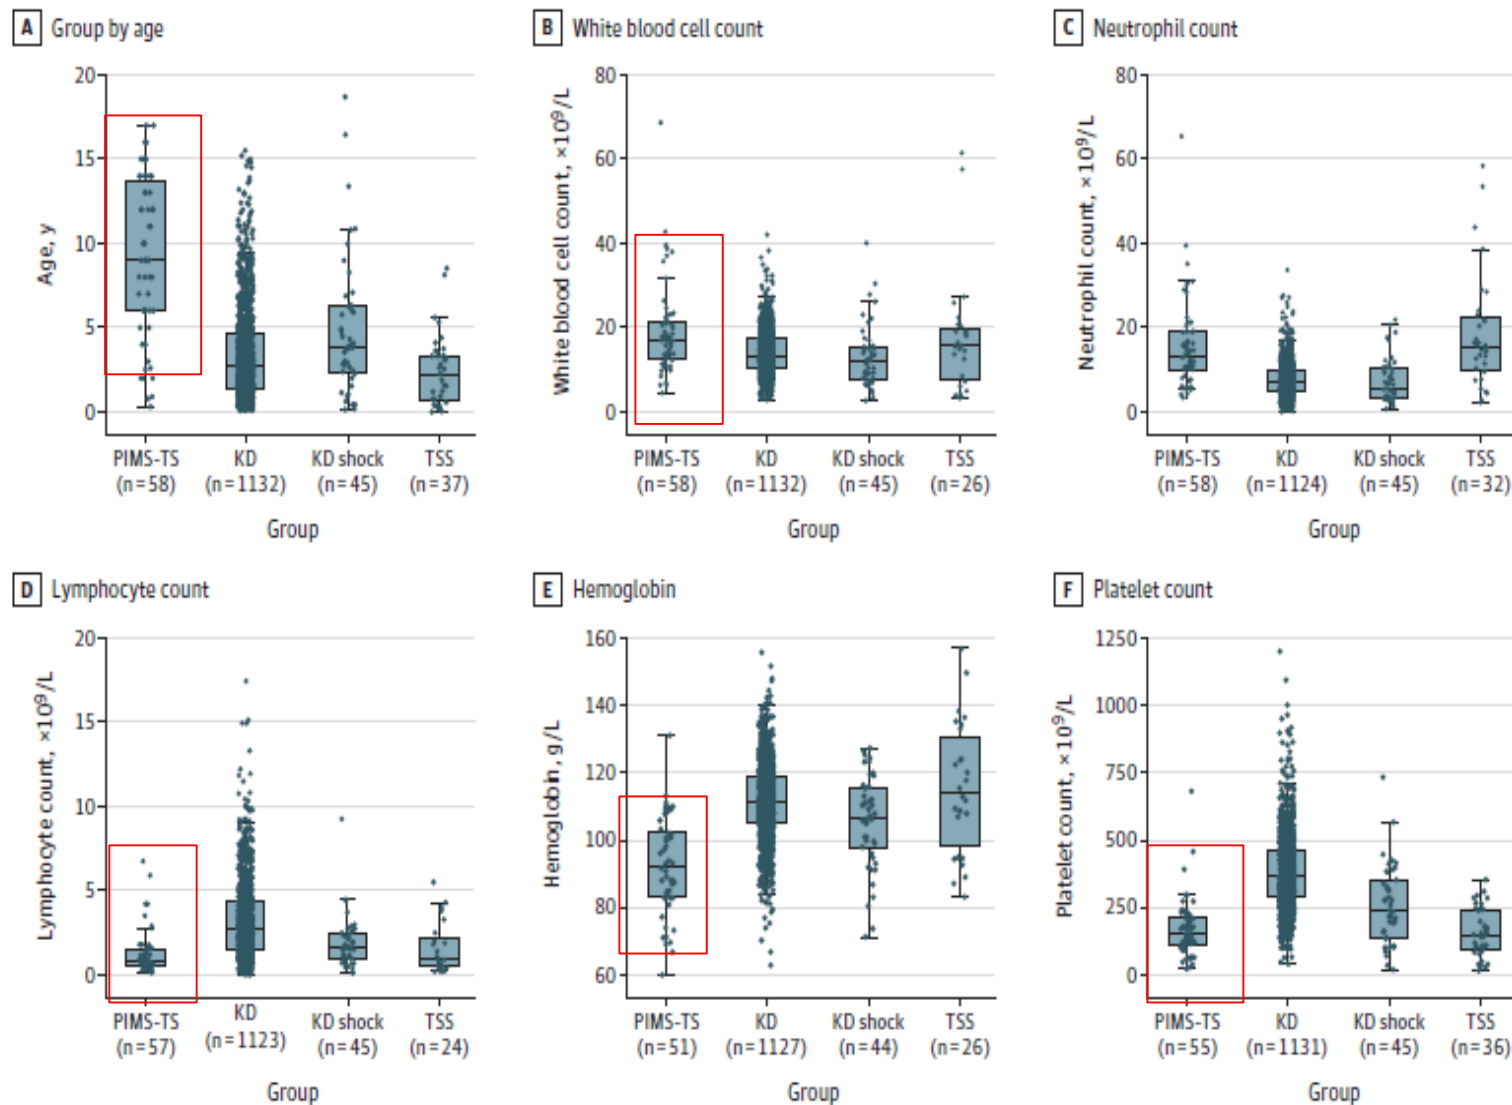 A Group by age
20
15
10
5
0
Age, y
PIMS-TS KD KD shock TSS
(n=58) (n=1132) (n=45) (n=37)
Group
B White blood cell count
80
60
40
20
0
White blood cell count, ×10⁹/L
PIMS-TS KD KD shock TSS
(n=58) (n=1132) (n=45) (n=26)
Group
C Neutrophil count
80
60
40
20
0
Neutrophil count, ×10⁹/L
PIMS-TS KD KD shock TSS
(n=58) (n=1124) (n=45) (n=32)
Group
D Lymphocyte count
20
15
10
5
0
Lymphocyte count, ×10⁹/L
PIMS-TS KD KD shock TSS
(n=57) (n=1123) (n=45) (n=24)
Group
E Hemoglobin
160
140
120
100
80
60
Hemoglobin, g/L
PIMS-TS KD KD shock TSS
(n=51) (n=1127) (n=44) (n=26)
Group
F Platelet count
1250
1000
750
500
250
0
Platelet count, ×10⁹/L
PIMS-TS KD KD shock TSS
(n=55) (n=1131) (n=45) (n=36)
Group